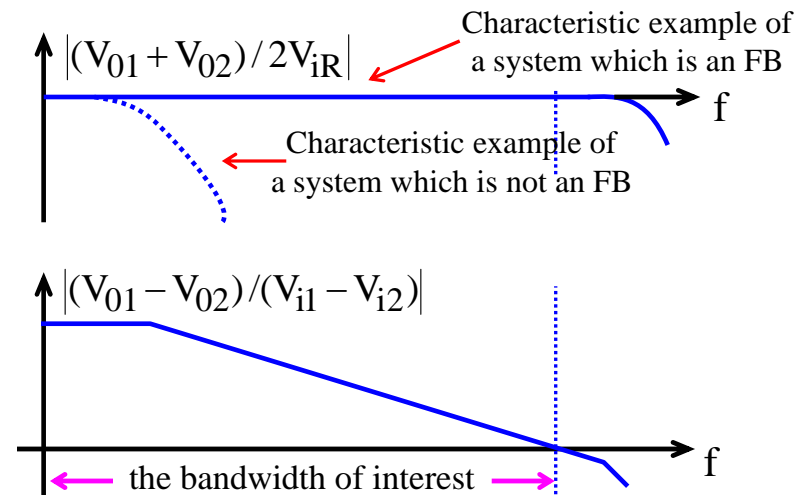 Characteristic example of
a system which is an FB
|(V01 + V02) / 2ViR|
f
Characteristic example of
a system which is not an FB
|(V01 − V02) /(Vi1 − Vi2)|
f
the bandwidth of interest